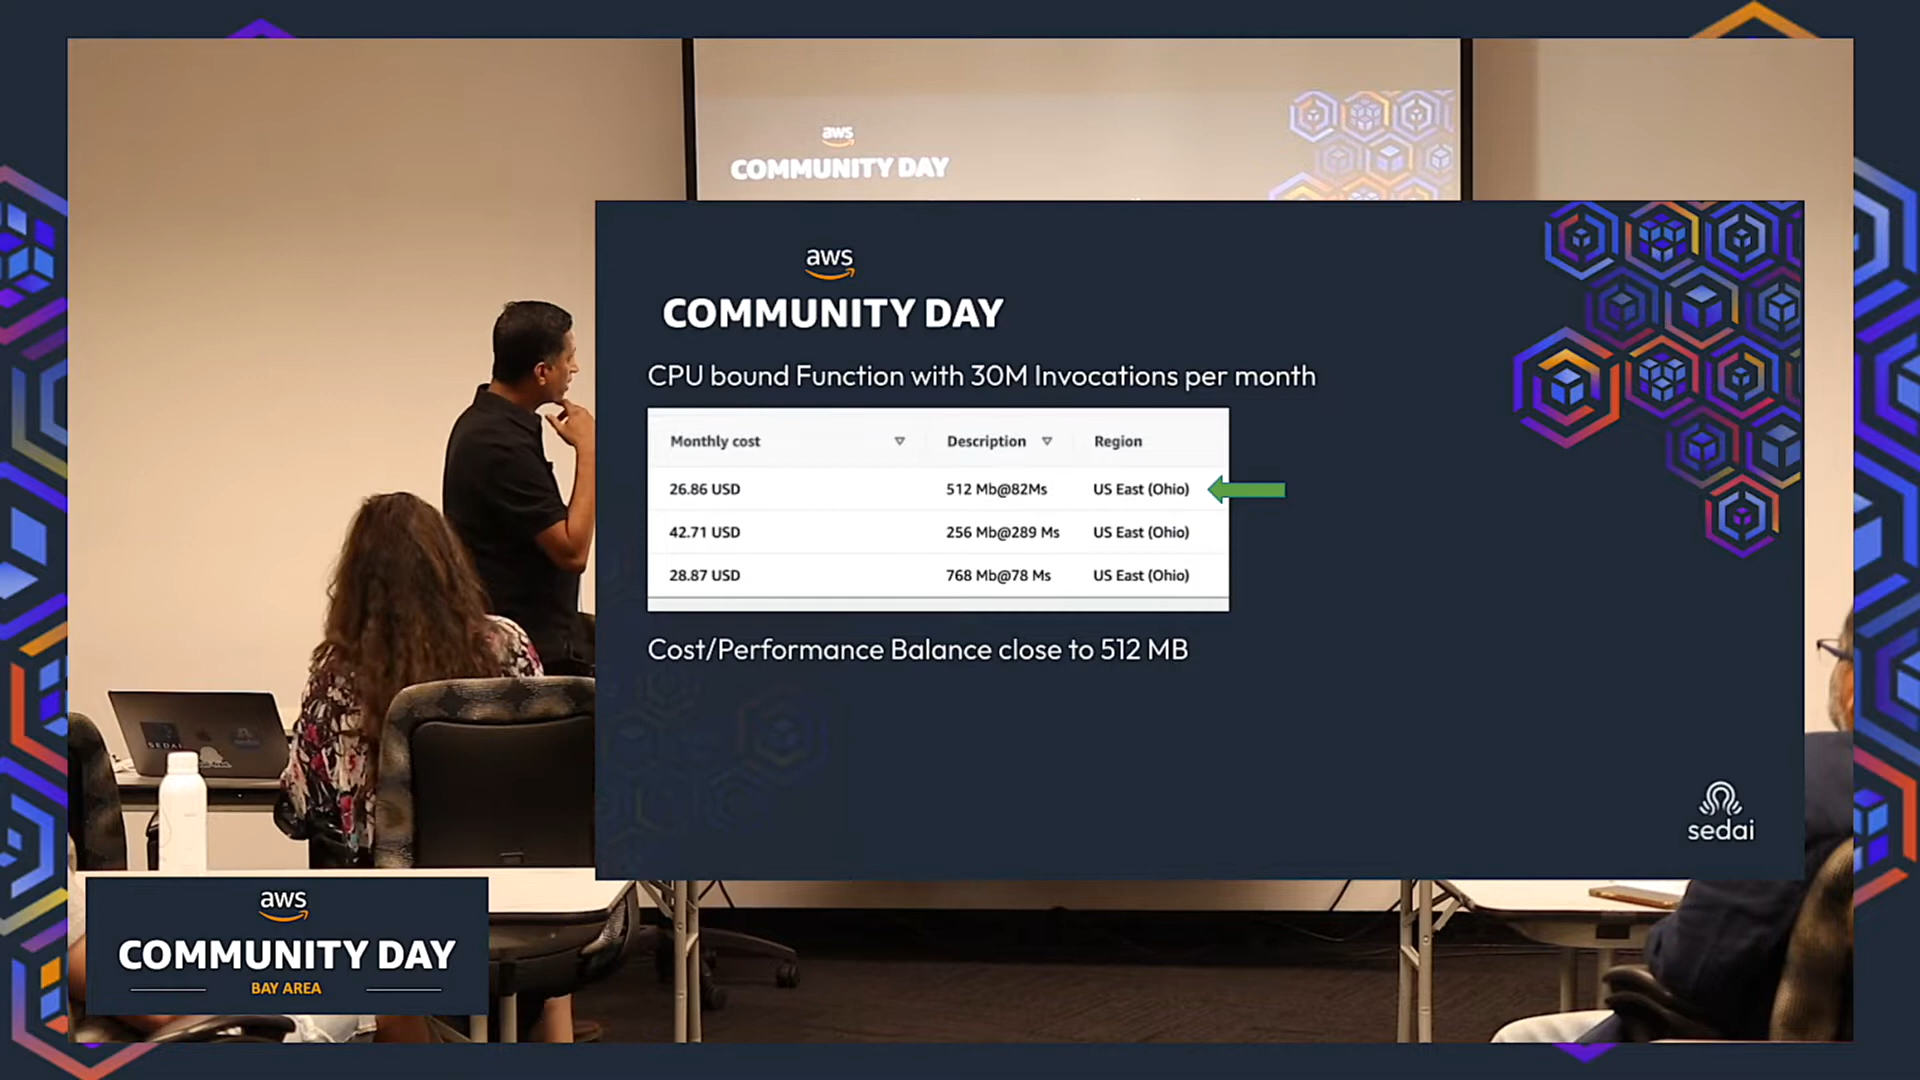 aws
COMMUNITY DAY
aws
COMMUNITY DAY
CPU bound Function with 30M Invocations per month
Monthly cost Description Region
26.86 USD 512 Mb@82Ms US East (Ohio)
42.71 USD 256 Mb@289 Ms US East (Ohio)
28.87 USD 768 Mb@78 Ms US East (Ohio)
Cost/Performance Balance close to 512 MB
sedai
SEDAI
aws
COMMUNITY DAY
BAY AREA